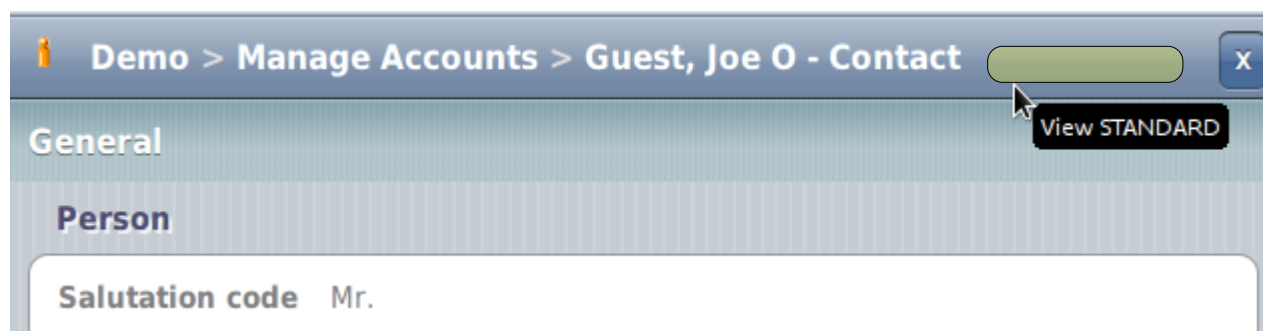 Demo > Manage Accounts > Guest, Joe O - Contact
X
View STANDARD
General
Person
Salutation code Mr.